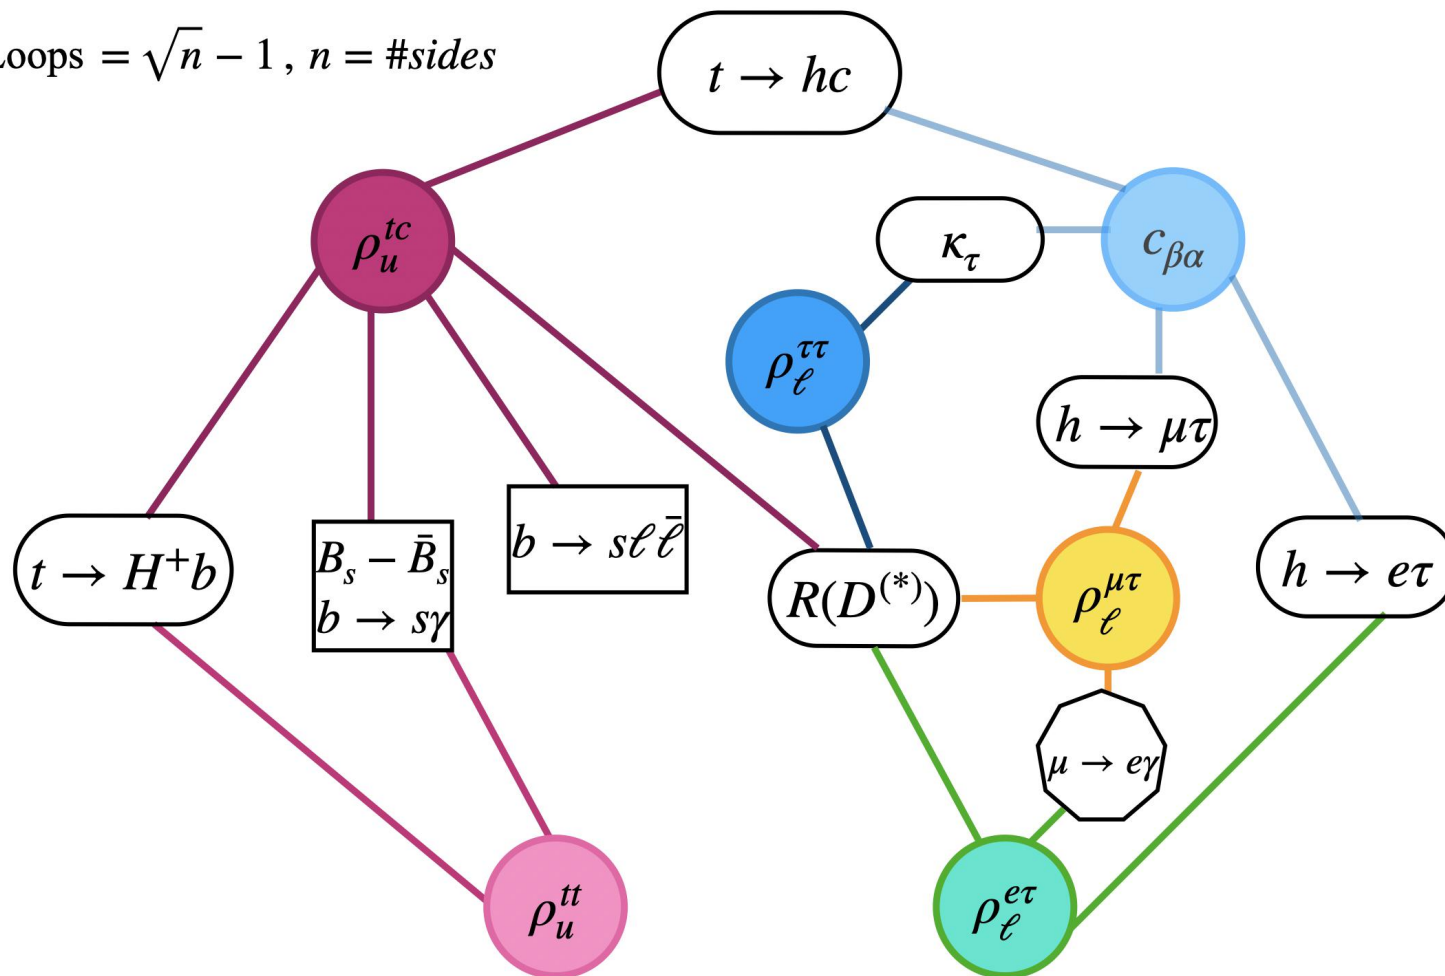 Loops = √n − 1 , n = #sides
t → hc
ρ_u^{tc}
κ_τ
c_{βα}
ρ_ℓ^{ττ}
h → μτ
t → H⁺b
B_s − B̄_s
b → sγ
b → sℓℓ̄
R(D^{(*)})
ρ_ℓ^{μτ}
h → eτ
μ → eγ
ρ_u^{tt}
ρ_ℓ^{eτ}